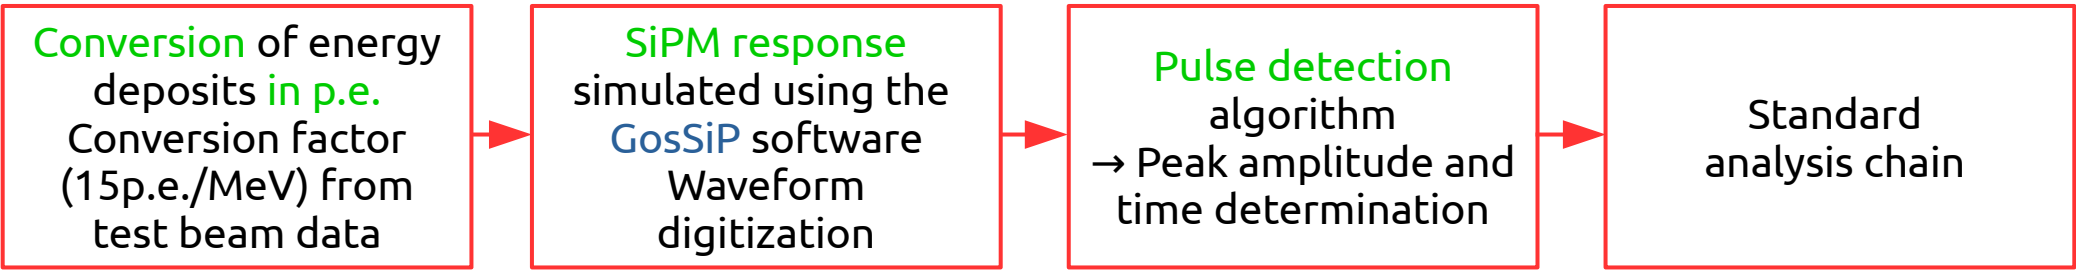 Conversion of energy
deposits in p.e.
Conversion factor
(15p.e./MeV) from
test beam data
SiPM response
simulated using the
GosSiP software
Waveform
digitization
Pulse detection
algorithm
→ Peak amplitude and
time determination
Standard
analysis chain